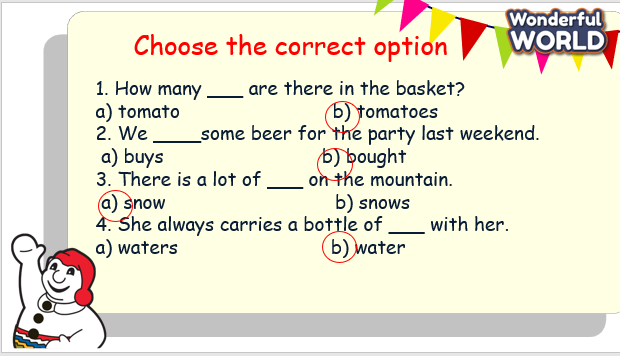 Wonderful
WORLD
Choose the correct option
1. How many ___ are there in the basket?
a) tomato b) tomatoes
2. We ____some beer for the party last weekend.
a) buys b) bought
3. There is a lot of ___ on the mountain.
a) snow b) snows
4. She always carries a bottle of ___ with her.
a) waters b) water